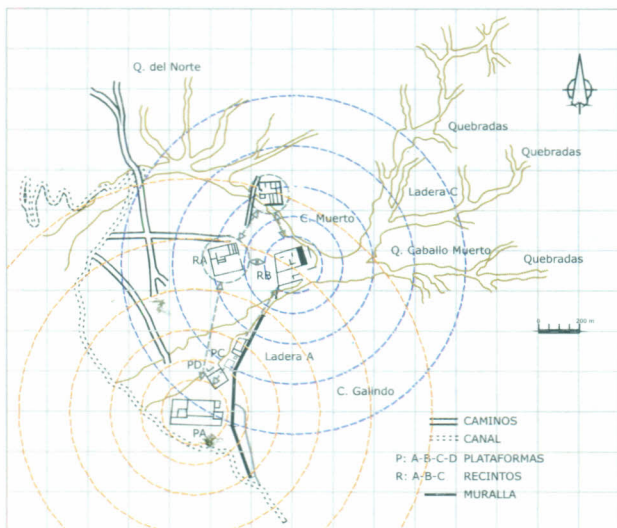 Q. del Norte
Quebradas
Quebradas
Ladera C
C. Muerto
Q. Caballo Muerto
RA
RB
Quebradas
200 m
PC
Ladera A
PD
C. Galindo
PA
CAMINOS
CANAL
P: A-B-C-D PLATAFORMAS
R: A-B-C RECINTOS
MURALLA